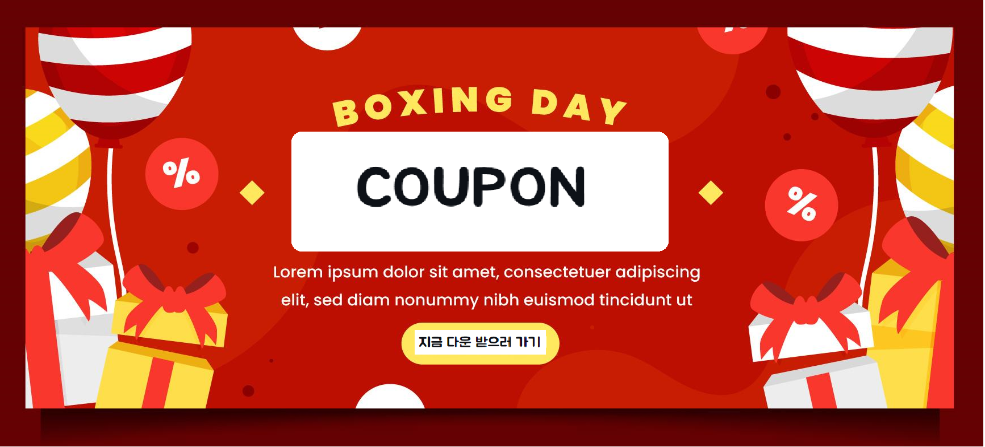 BOXING DAY
%
COUPON
%
Lorem ipsum dolor sit amet, consectetuer adipiscing
elit, sed diam nonummy nibh euismod tincidunt ut
지금 다운 받으러 가기